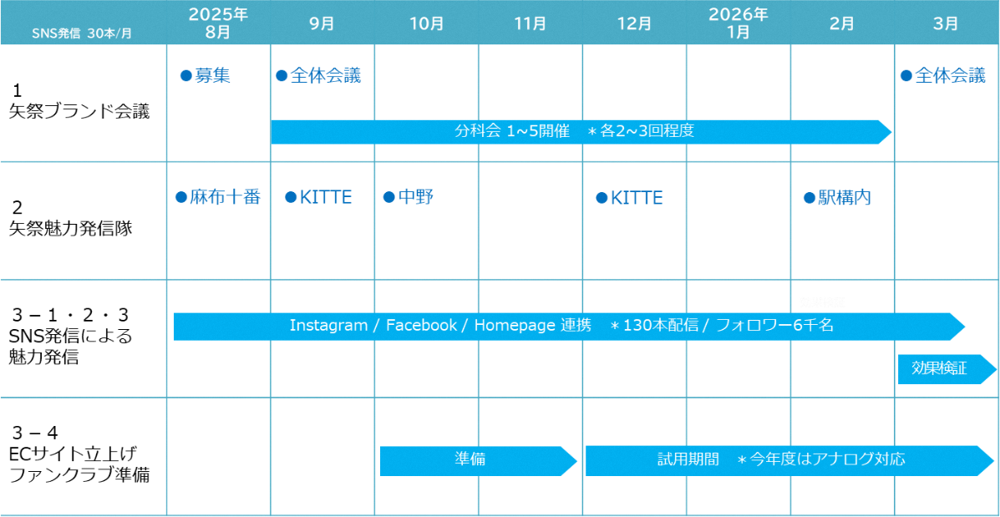 SNS発信 30本/月
2025年
8月
9月
10月
11月
12月
2026年
1月
2月
3月
1
矢祭ブランド会議
●募集
●全体会議
●全体会議
分科会 1~5開催　＊各2~3回程度
2
矢祭魅力発信隊
●麻布十番
●KITTE
●中野
●KITTE
●駅構内
３－１・２・３
SNS発信による
魅力発信
Instagram / Facebook / Homepage 連携　＊130本配信 / フォロワー6千名
効果検証
３－４
ECサイト立上げ
ファンクラブ準備
準備
試用期間　＊今年度はアナログ対応